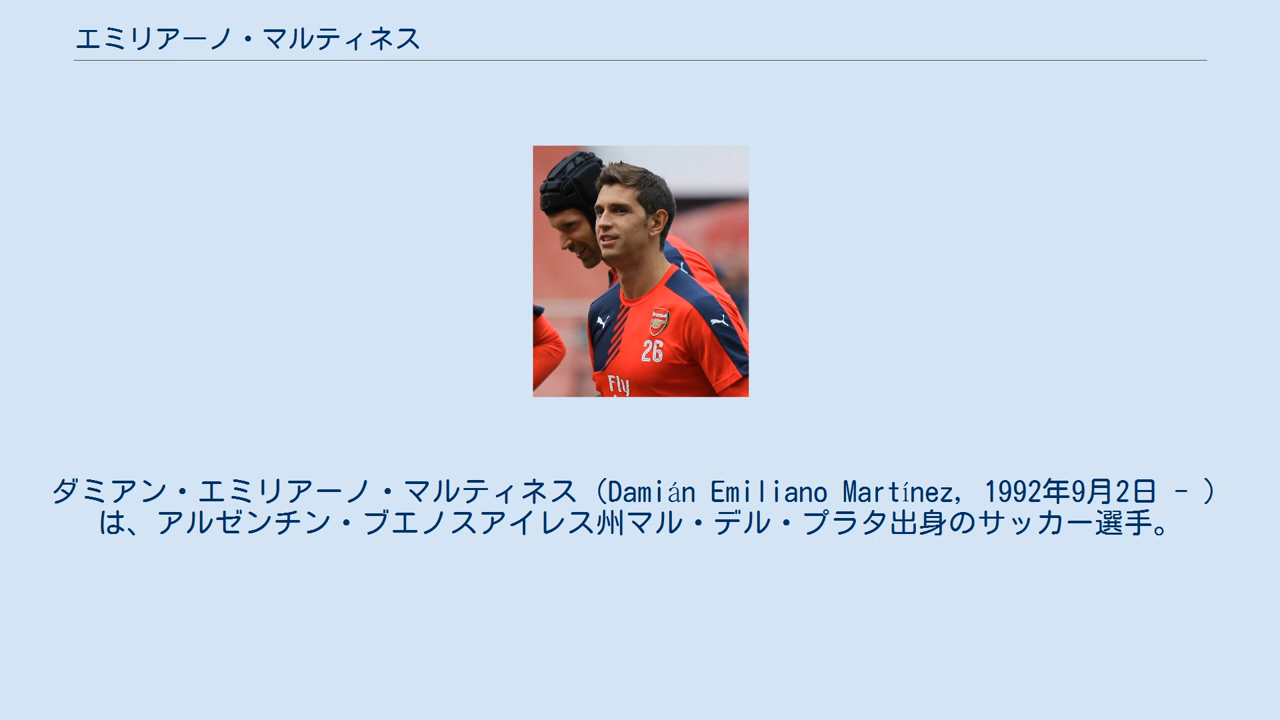 エミリアーノ・マルティネス
Arsenal
26
Fly
ダミアン・エミリアーノ・マルティネス（Damián Emiliano Martínez, 1992年9月2日 - ）
は、アルゼンチン・ブエノスアイレス州マル・デル・プラタ出身のサッカー選手。